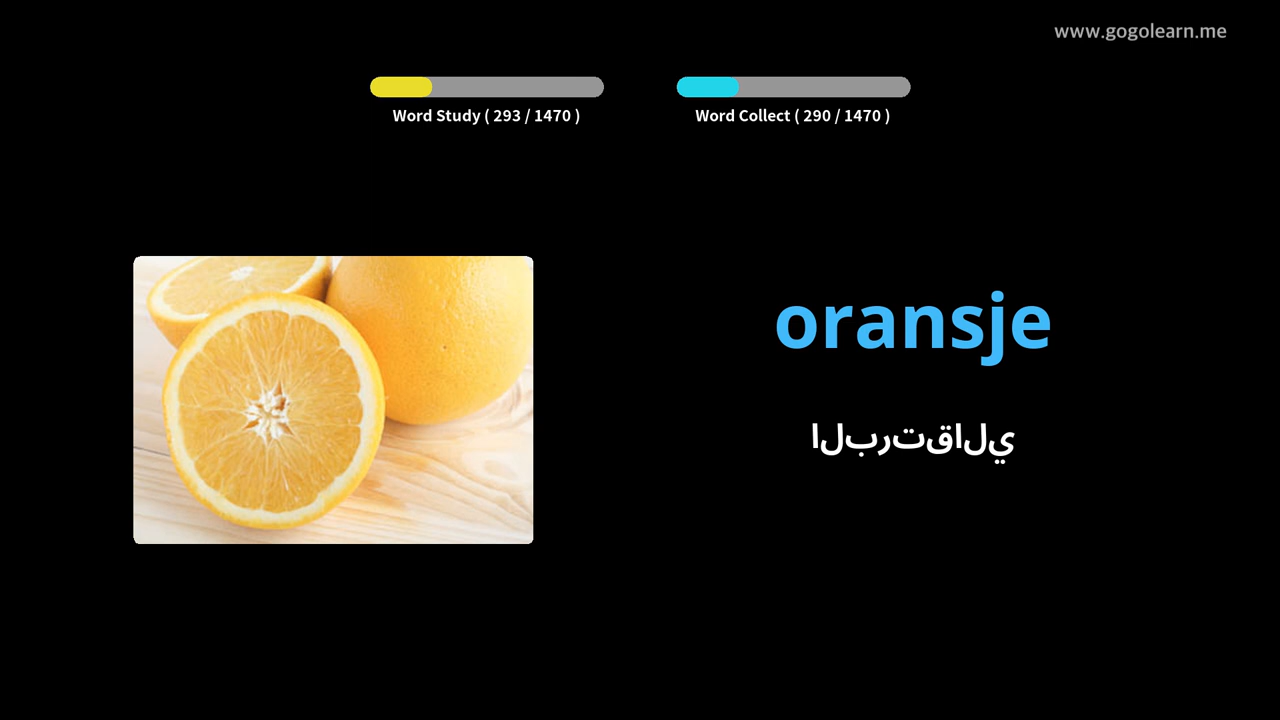 www.gogolearn.me
Word Study ( 293 / 1470 )
Word Collect ( 290 / 1470 )
oransje
البرتقالي